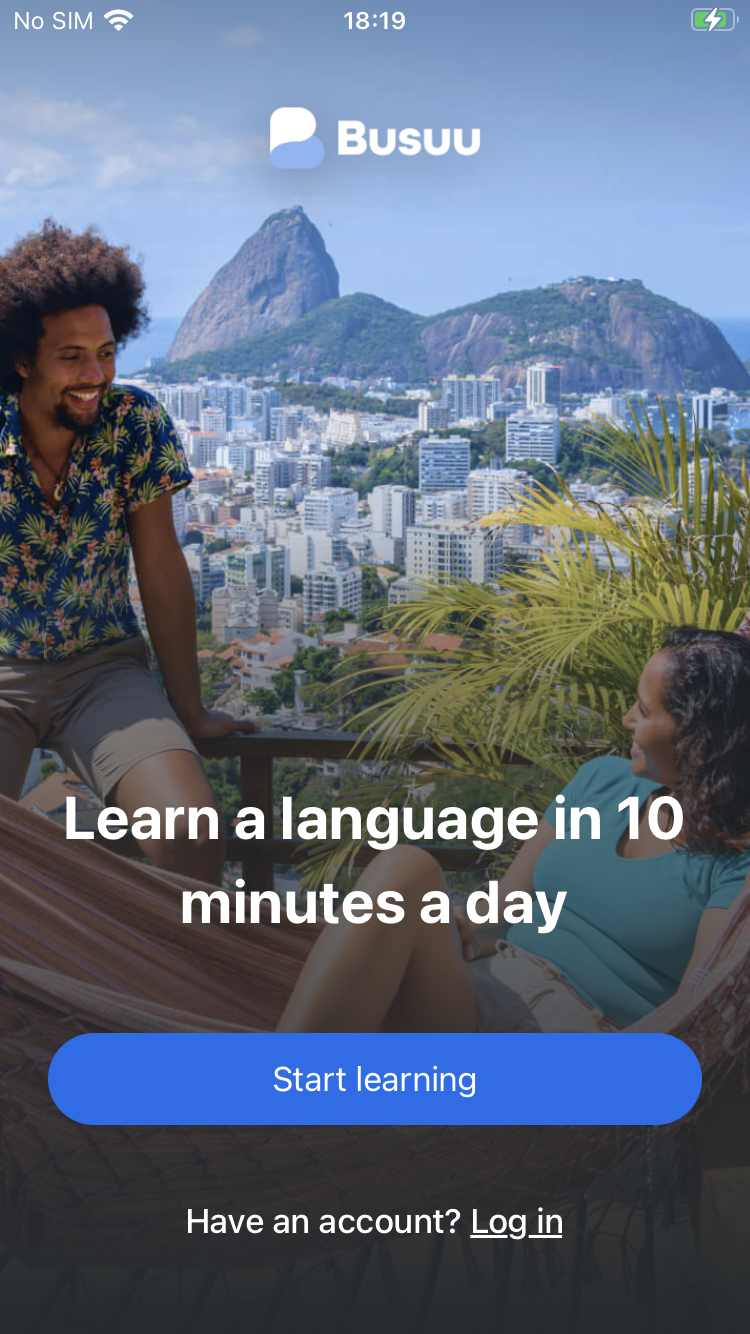 No SIM 18:19
Busuu
Learn a language in 10
minutes a day
Start learning
Have an account? Log in